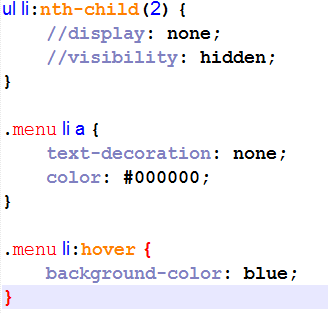 ul li:nth-child(2) {
    //display: none;
    //visibility: hidden;
}

.menu li a {
    text-decoration: none;
    color: #000000;
}

.menu li:hover {
    background-color: blue;
}